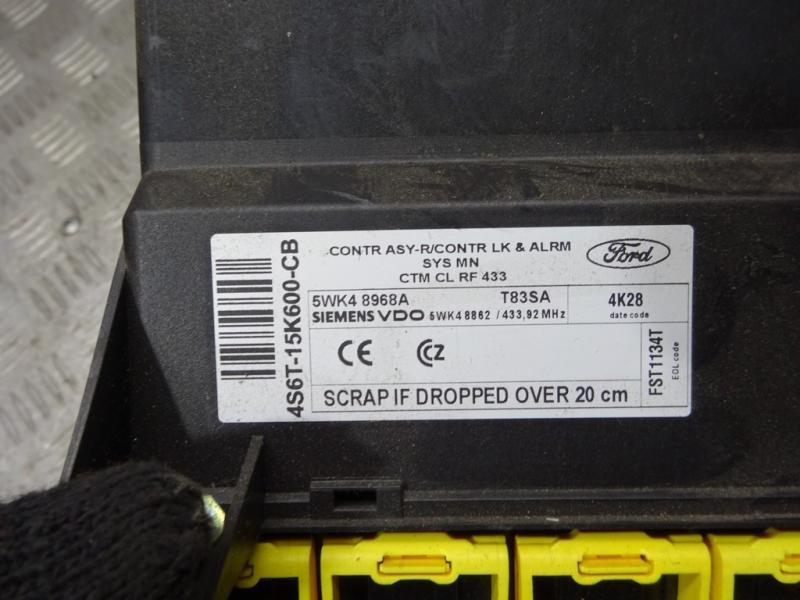 CONTR ASY-R/CONTR LK & ALRM
SYS MN
CTM CL RF 433
Ford
5WK4 8968A T83SA
SIEMENS VDO 5WK4 8862 / 433,92 MHz
4K28
date code
CE CZ
SCRAP IF DROPPED OVER 20 cm
4S6T-15K600-CB
FST1134T
EOL code